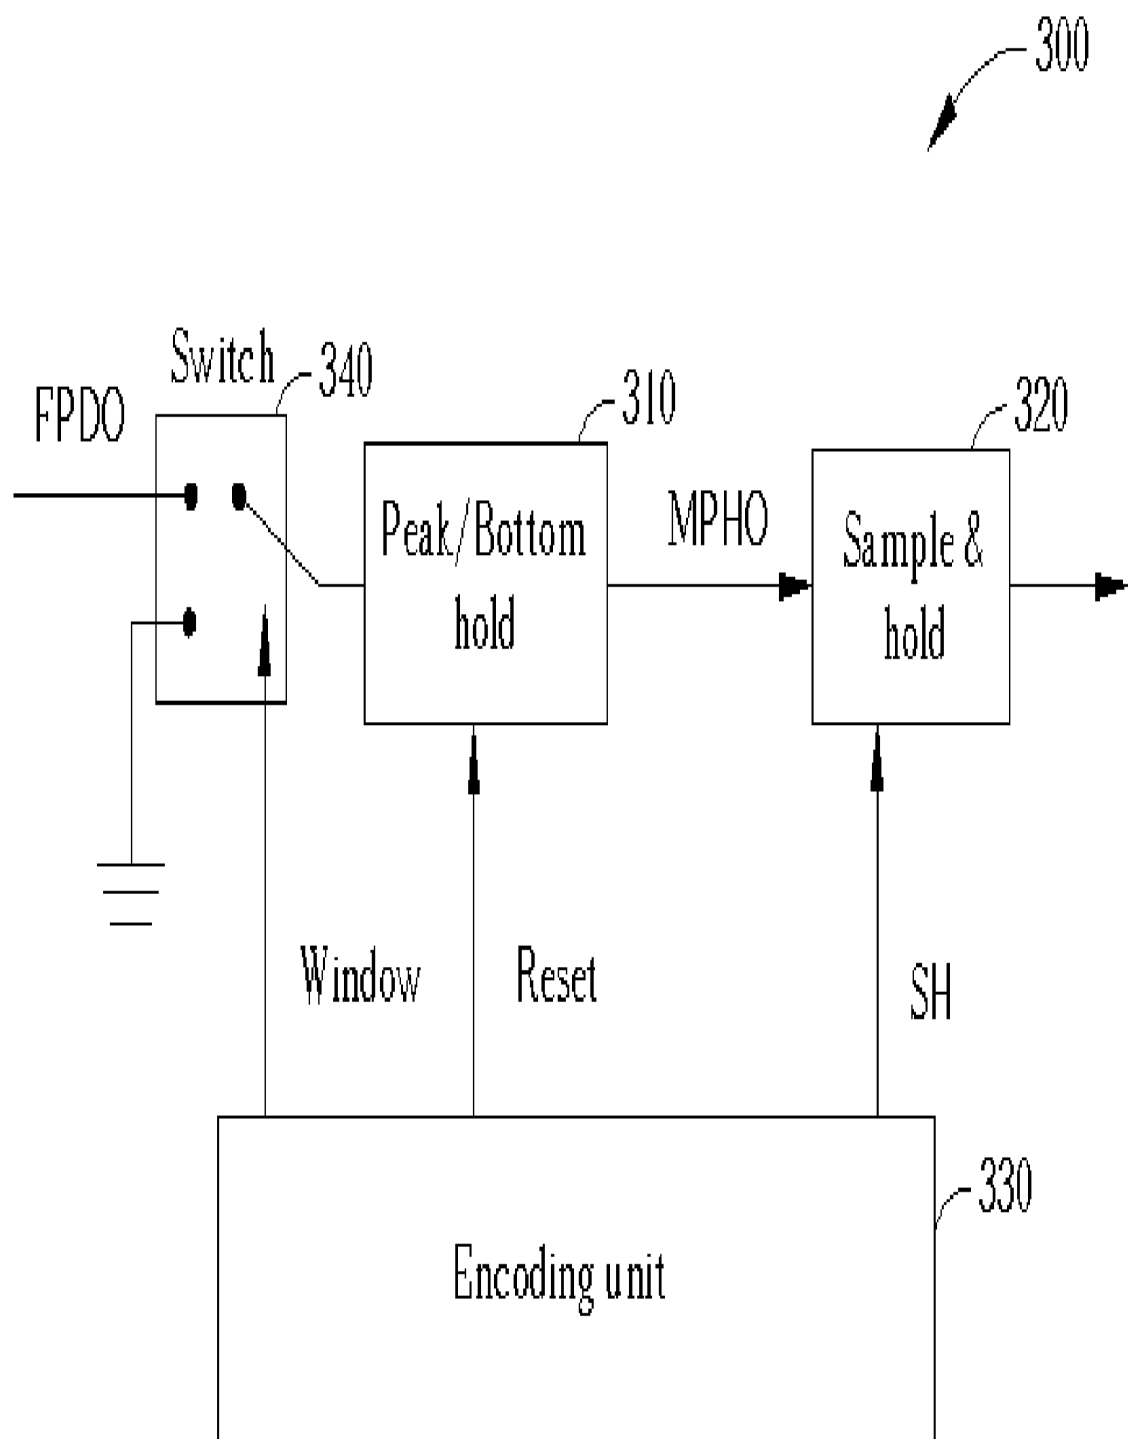 300
Switch
340
FPDO
310
320
Peak/Bottom
hold
MPHO
Sample &
hold
Window
Reset
SH
330
Encoding unit